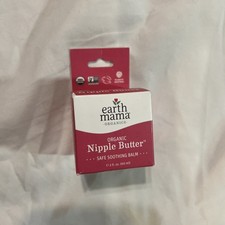 earth
mama
ORGANICS
ORGANIC
Nipple Butter
SAFE SOOTHING BALM